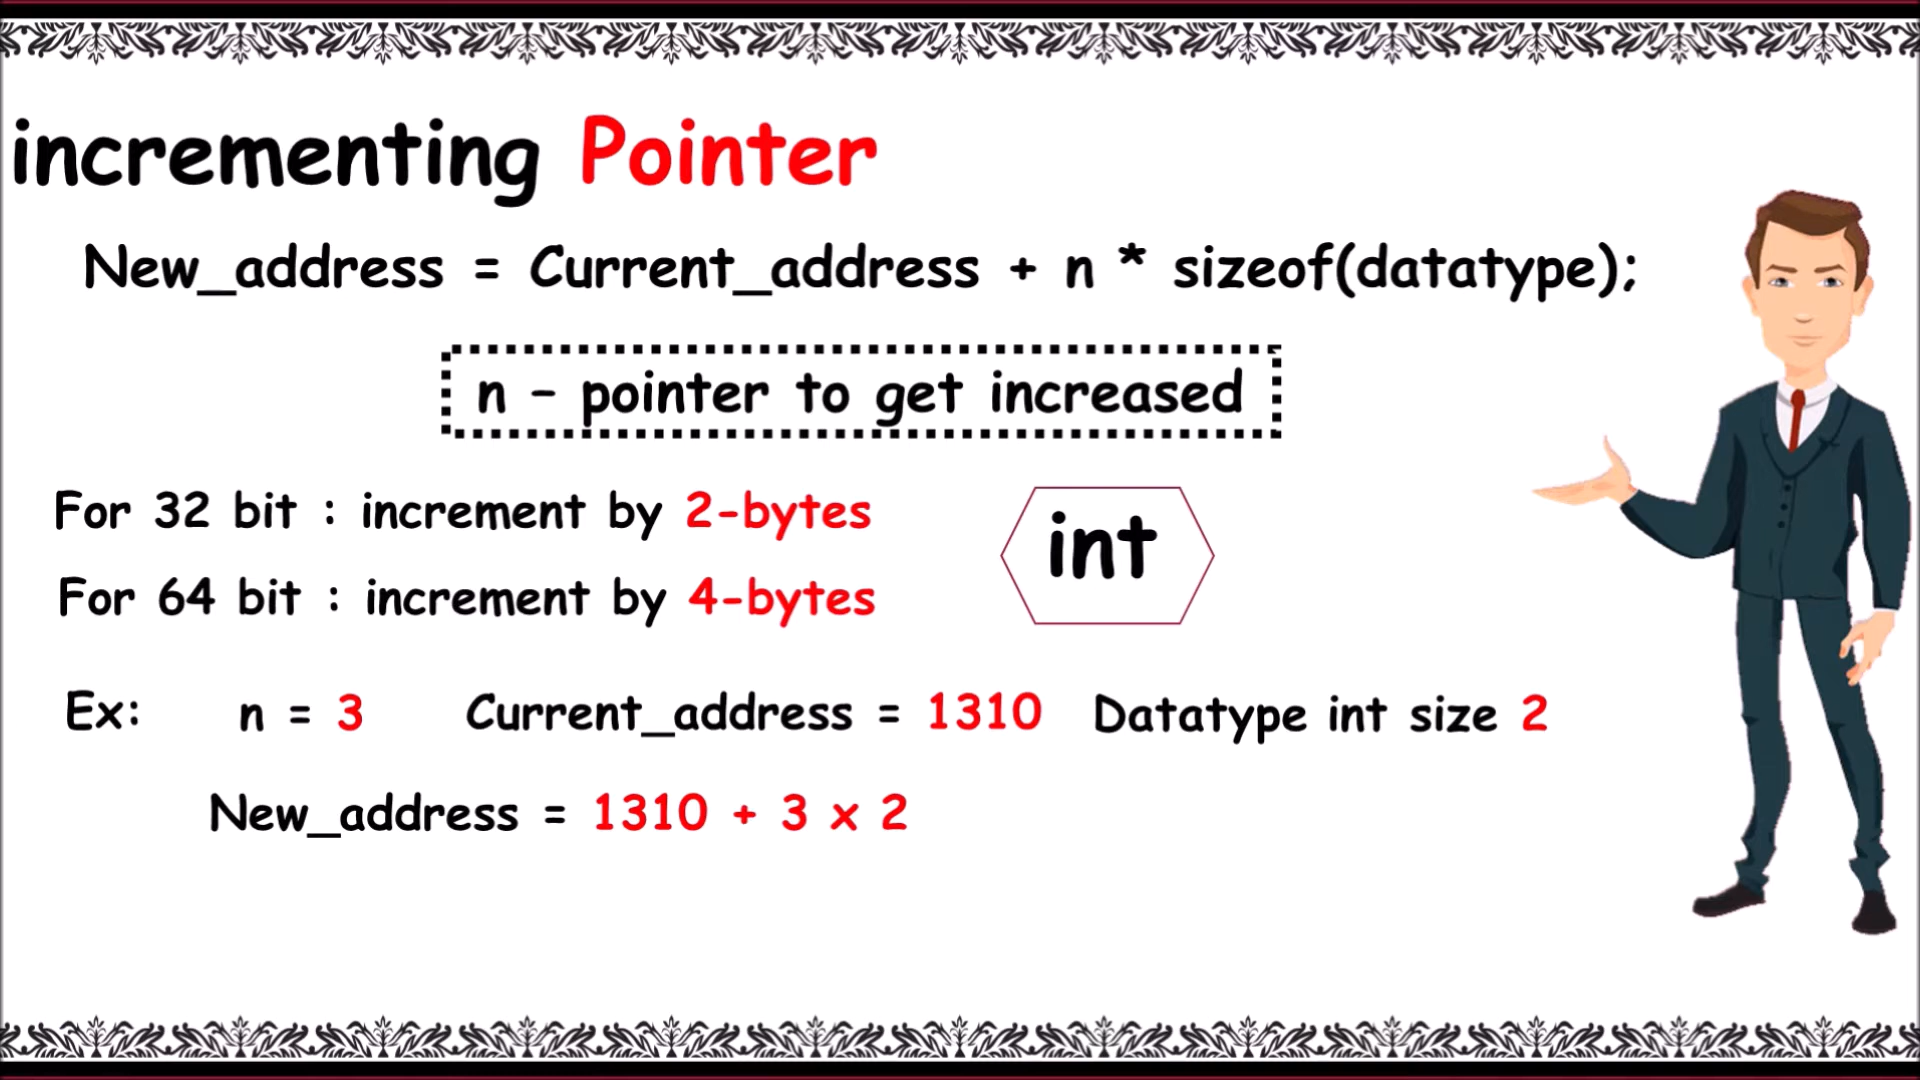 incrementing Pointer
New_address = Current_address + n * sizeof(datatype);
n - pointer to get increased
For 32 bit : increment by 2-bytes
For 64 bit : increment by 4-bytes
int
Ex: n = 3 Current_address = 1310 Datatype int size 2
New_address = 1310 + 3 x 2